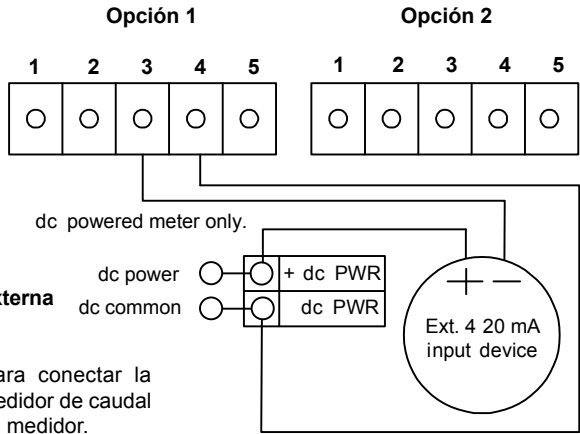 Opción 1 Opción 2
1 2 3 4 5 1 2 3 4 5
dc powered meter only.
dc power + dc PWR
dc common dc PWR
Ext. 4 20 mA
input device
xterna
ara conectar la
edidor de caudal
medidor.